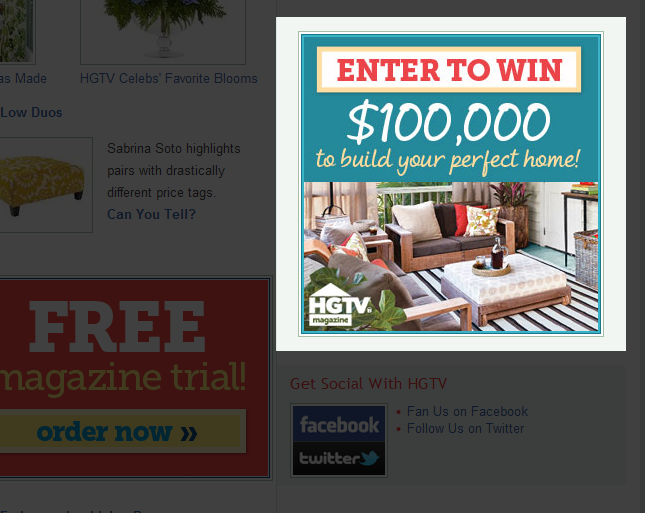 as Made
HGTV Celebs' Favorite Blooms
Low Duos
Sabrina Soto highlights
pairs with drastically
different price tags.
Can You Tell?
FREE
magazine trial!
order now »
ENTER TO WIN
$100,000
to build your perfect home!
HGTV
magazine
Get Social With HGTV
facebook
twitter
• Fan Us on Facebook
• Follow Us on Twitter